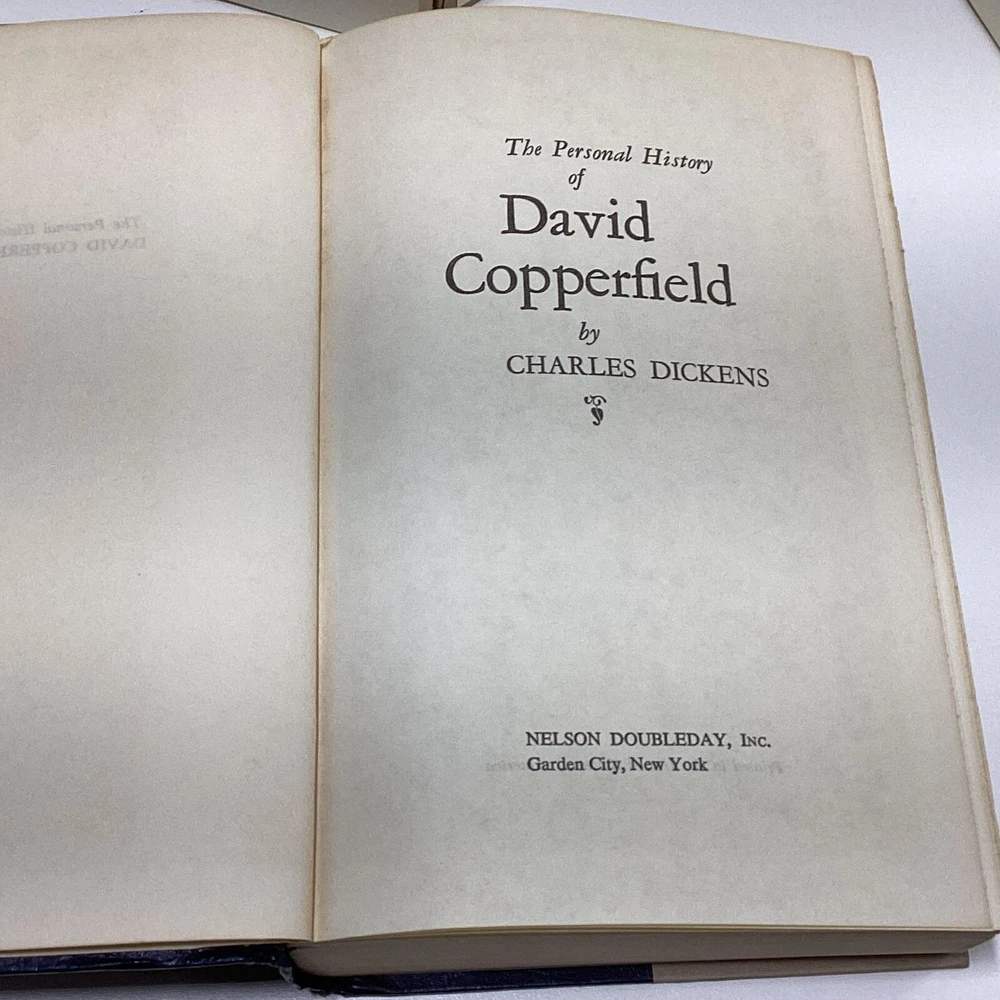 The Personal History
of
David
Copperfield
by
CHARLES DICKENS
NELSON DOUBLEDAY, INC.
Garden City, New York